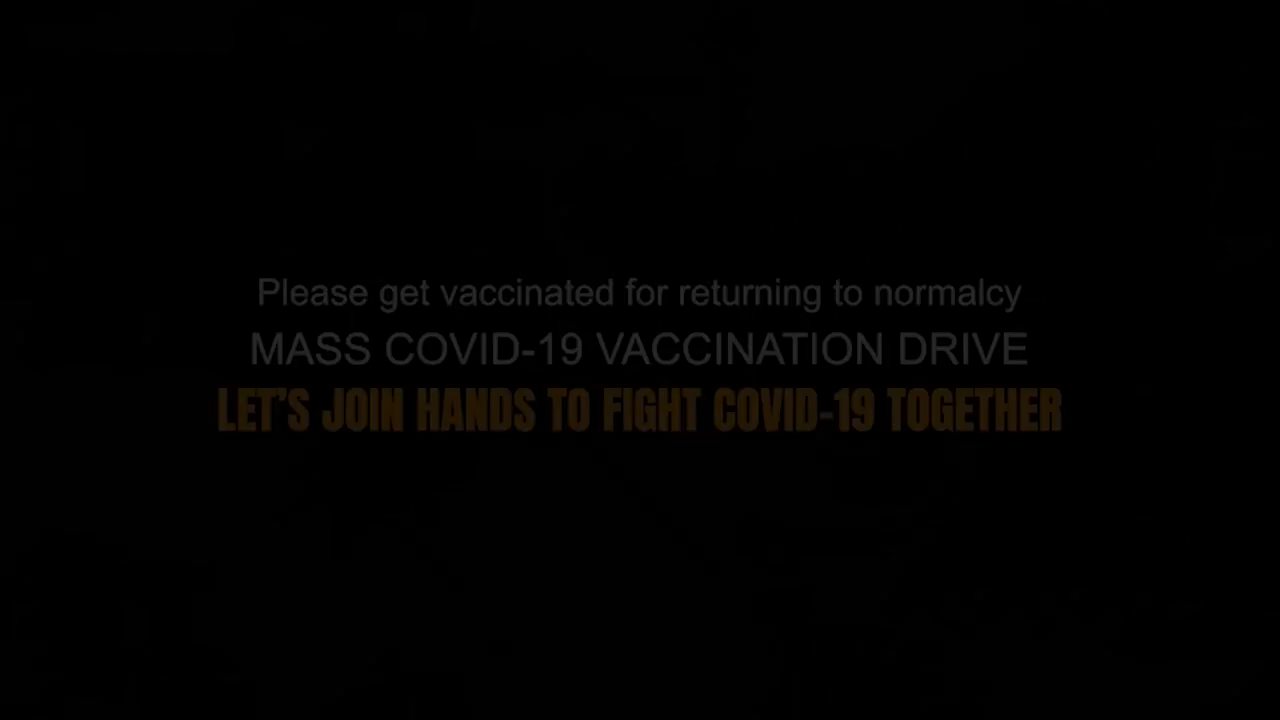 Please get vaccinated for returning to normalcy
MASS COVID-19 VACCINATION DRIVE
LET'S JOIN HANDS TO FIGHT COVID-19 TOGETHER